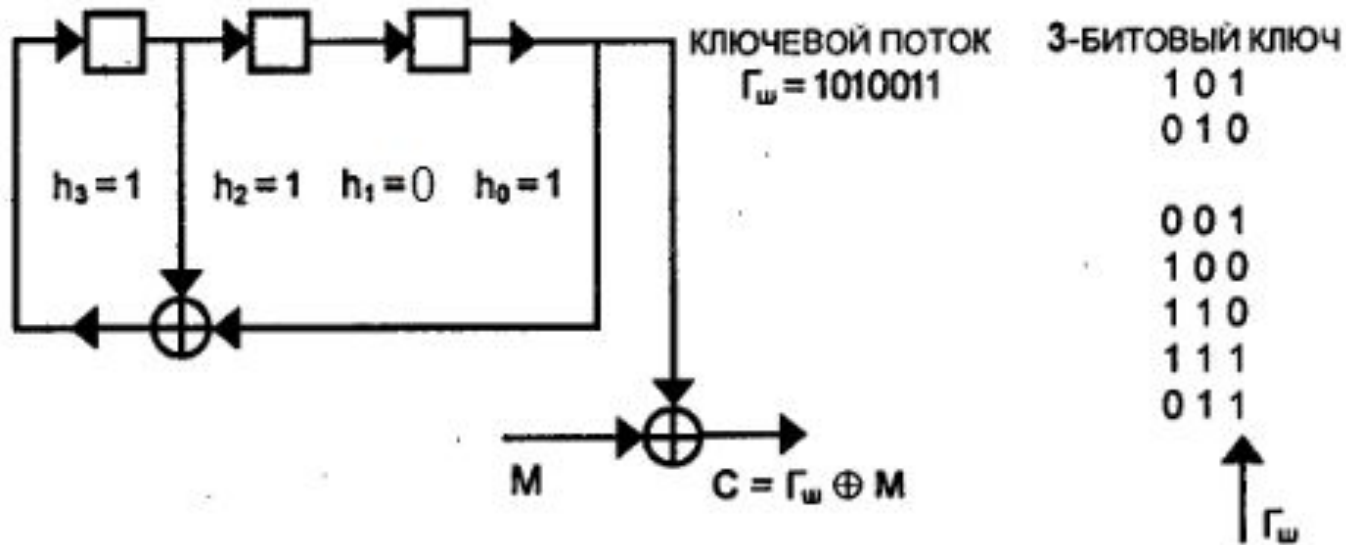 КЛЮЧЕВОЙ ПОТОК
Гш = 1010011
3-БИТОВЫЙ КЛЮЧ
1 0 1
0 1 0
0 0 1
1 0 0
1 1 0
1 1 1
0 1 1
Гш
h3 = 1 h2 = 1 h1 = 0 h0 = 1
M
C = Гш ⊕ M